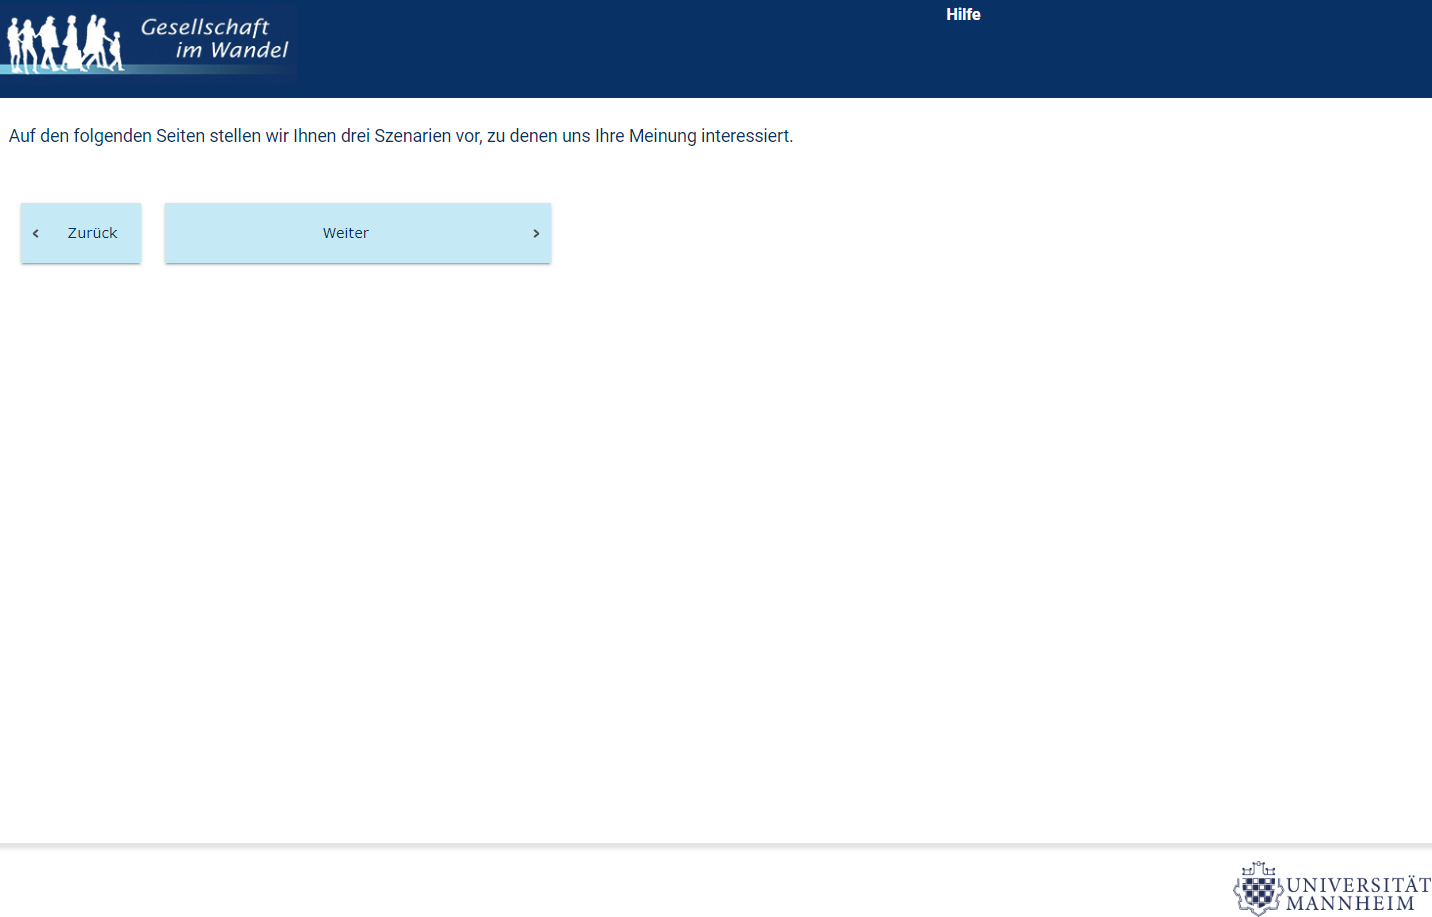 Gesellschaft
im Wandel
Hilfe
Auf den folgenden Seiten stellen wir Ihnen drei Szenarien vor, zu denen uns Ihre Meinung interessiert.
Zurück
Weiter
UNIVERSITÄT
MANNHEIM